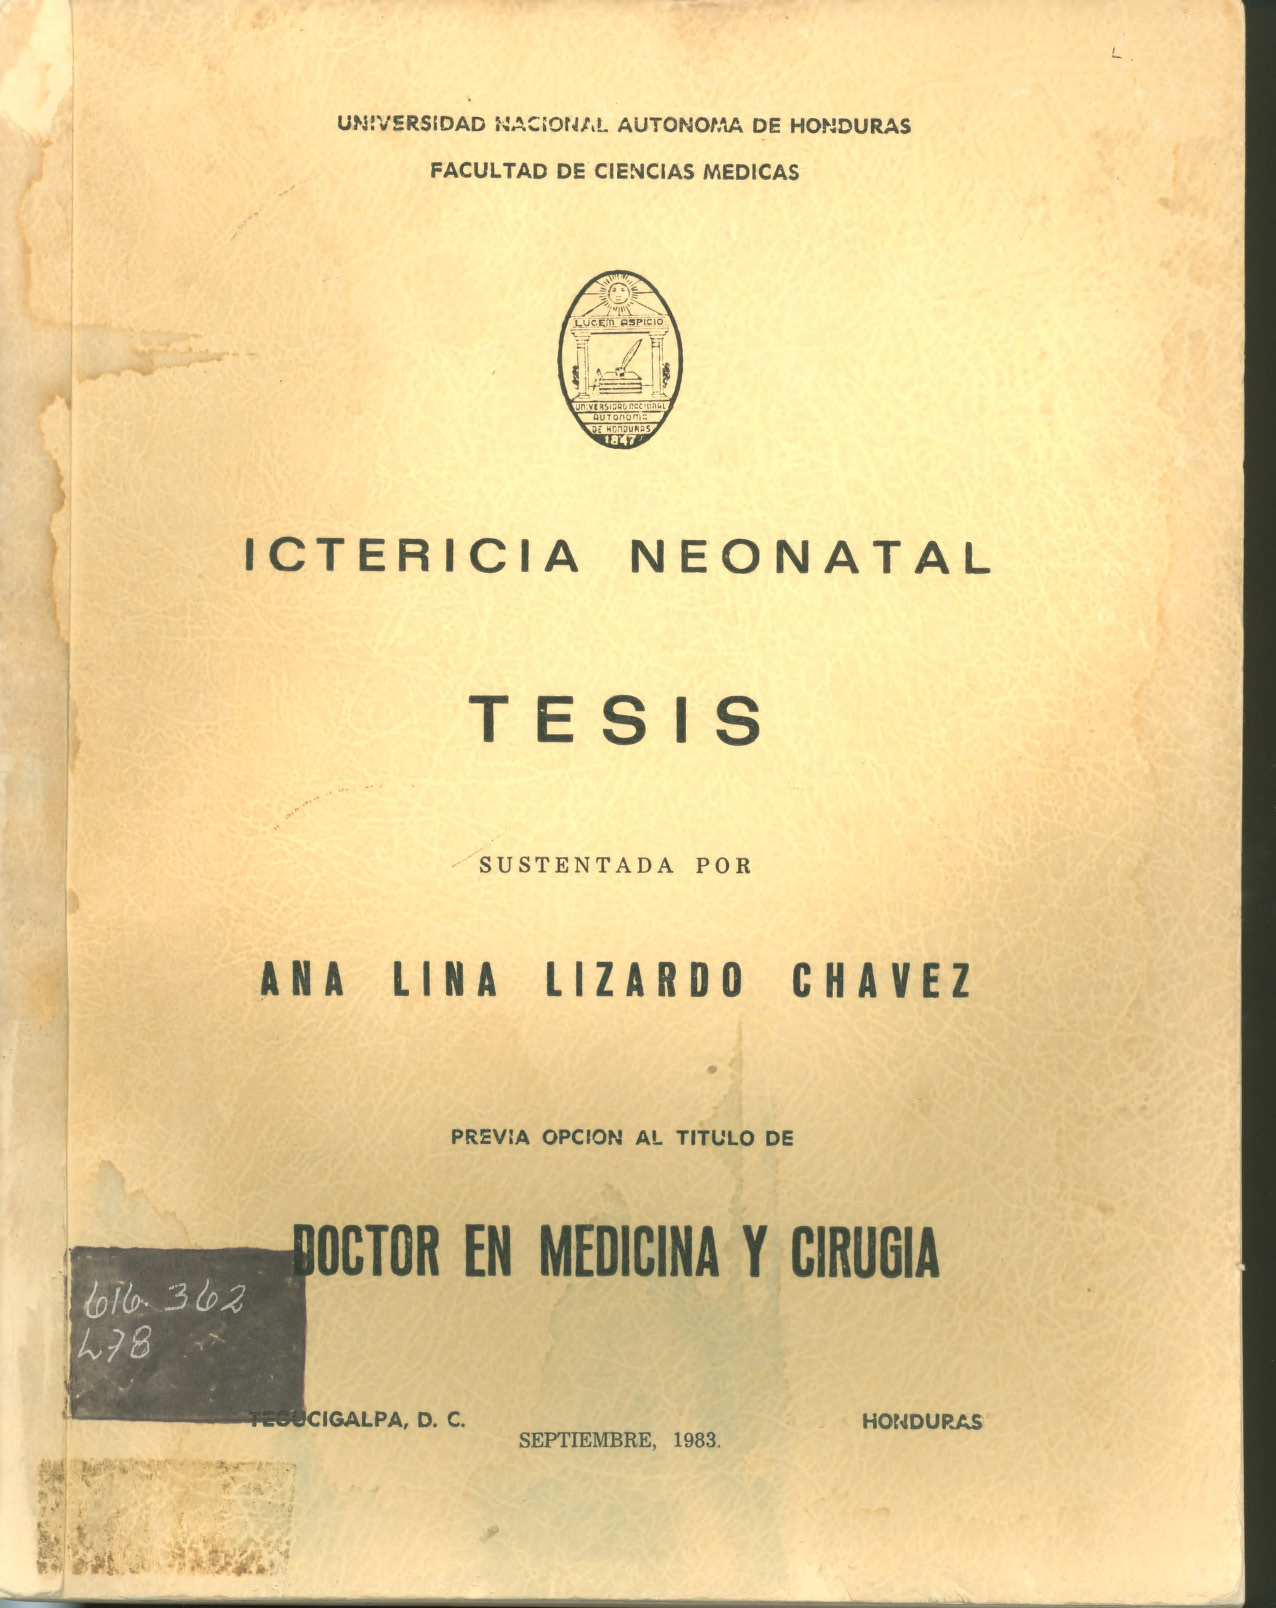 UNIVERSIDAD NACIONAL AUTONOMA DE HONDURAS
FACULTAD DE CIENCIAS MEDICAS
LUCEM ASPICIO
UNIVERSIDAD NACIONAL
AUTONOMA
DE HONDURAS
1847
ICTERICIA NEONATAL
TESIS
SUSTENTADA POR
ANA LINA LIZARDO CHAVEZ
PREVIA OPCION AL TITULO DE
DOCTOR EN MEDICINA Y CIRUGIA
616.362
L78
TEGUCIGALPA, D. C. HONDURAS
SEPTIEMBRE, 1983.